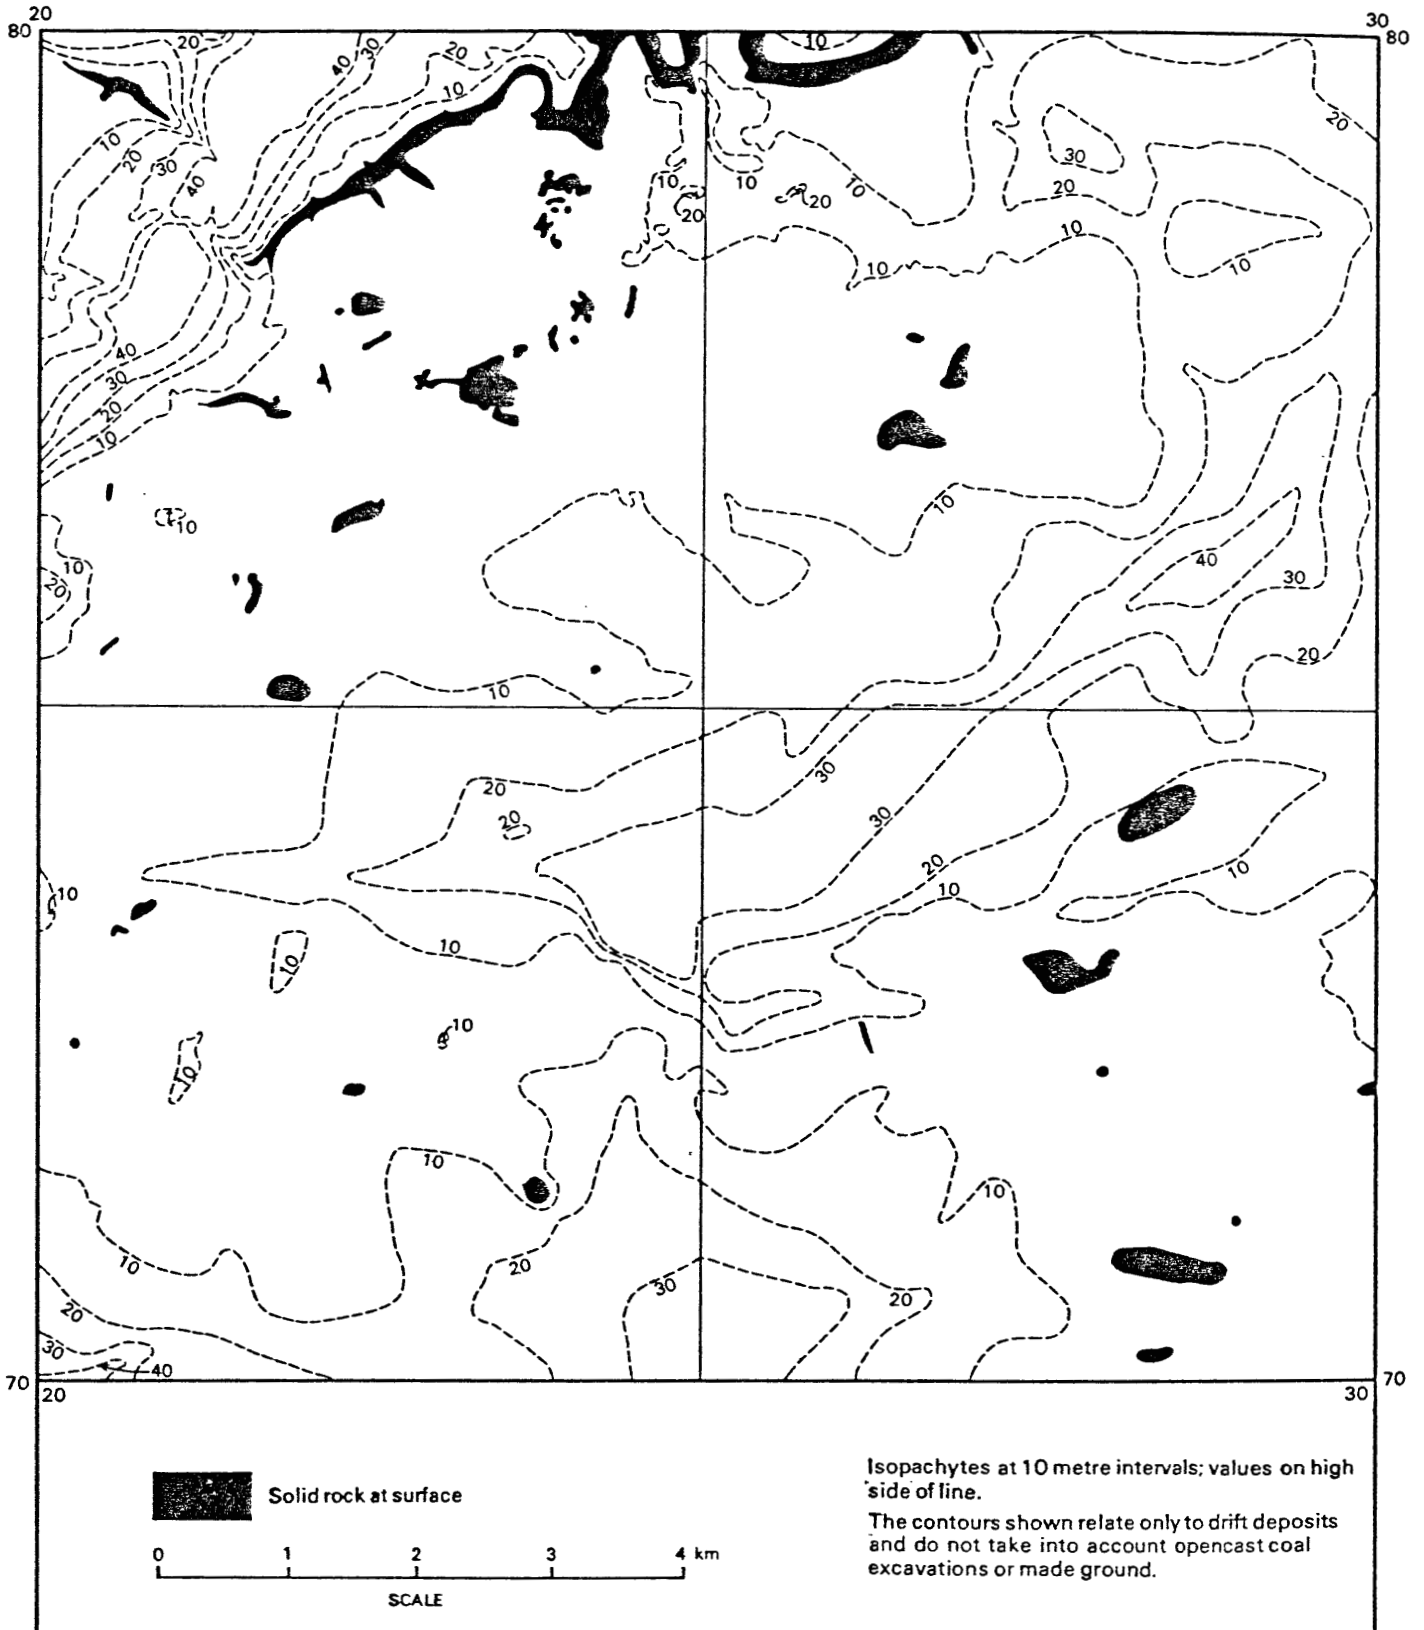 20 30
80 80
20 40 30 20 10 10
10 20 30 40 30 20
10 10 20 20 10
20 10 10 10
40 30 20 10
10 10
10 20 40 30
10 20
20 30 20 30
20 10 10
10 10 10
10 10
10 10
10 20 30 20
20 30 40
70 70
20 30
Solid rock at surface
0 1 2 3 4 km
SCALE
Isopachytes at 10 metre intervals; values on high
side of line.
The contours shown relate only to drift deposits
and do not take into account opencast coal
excavations or made ground.